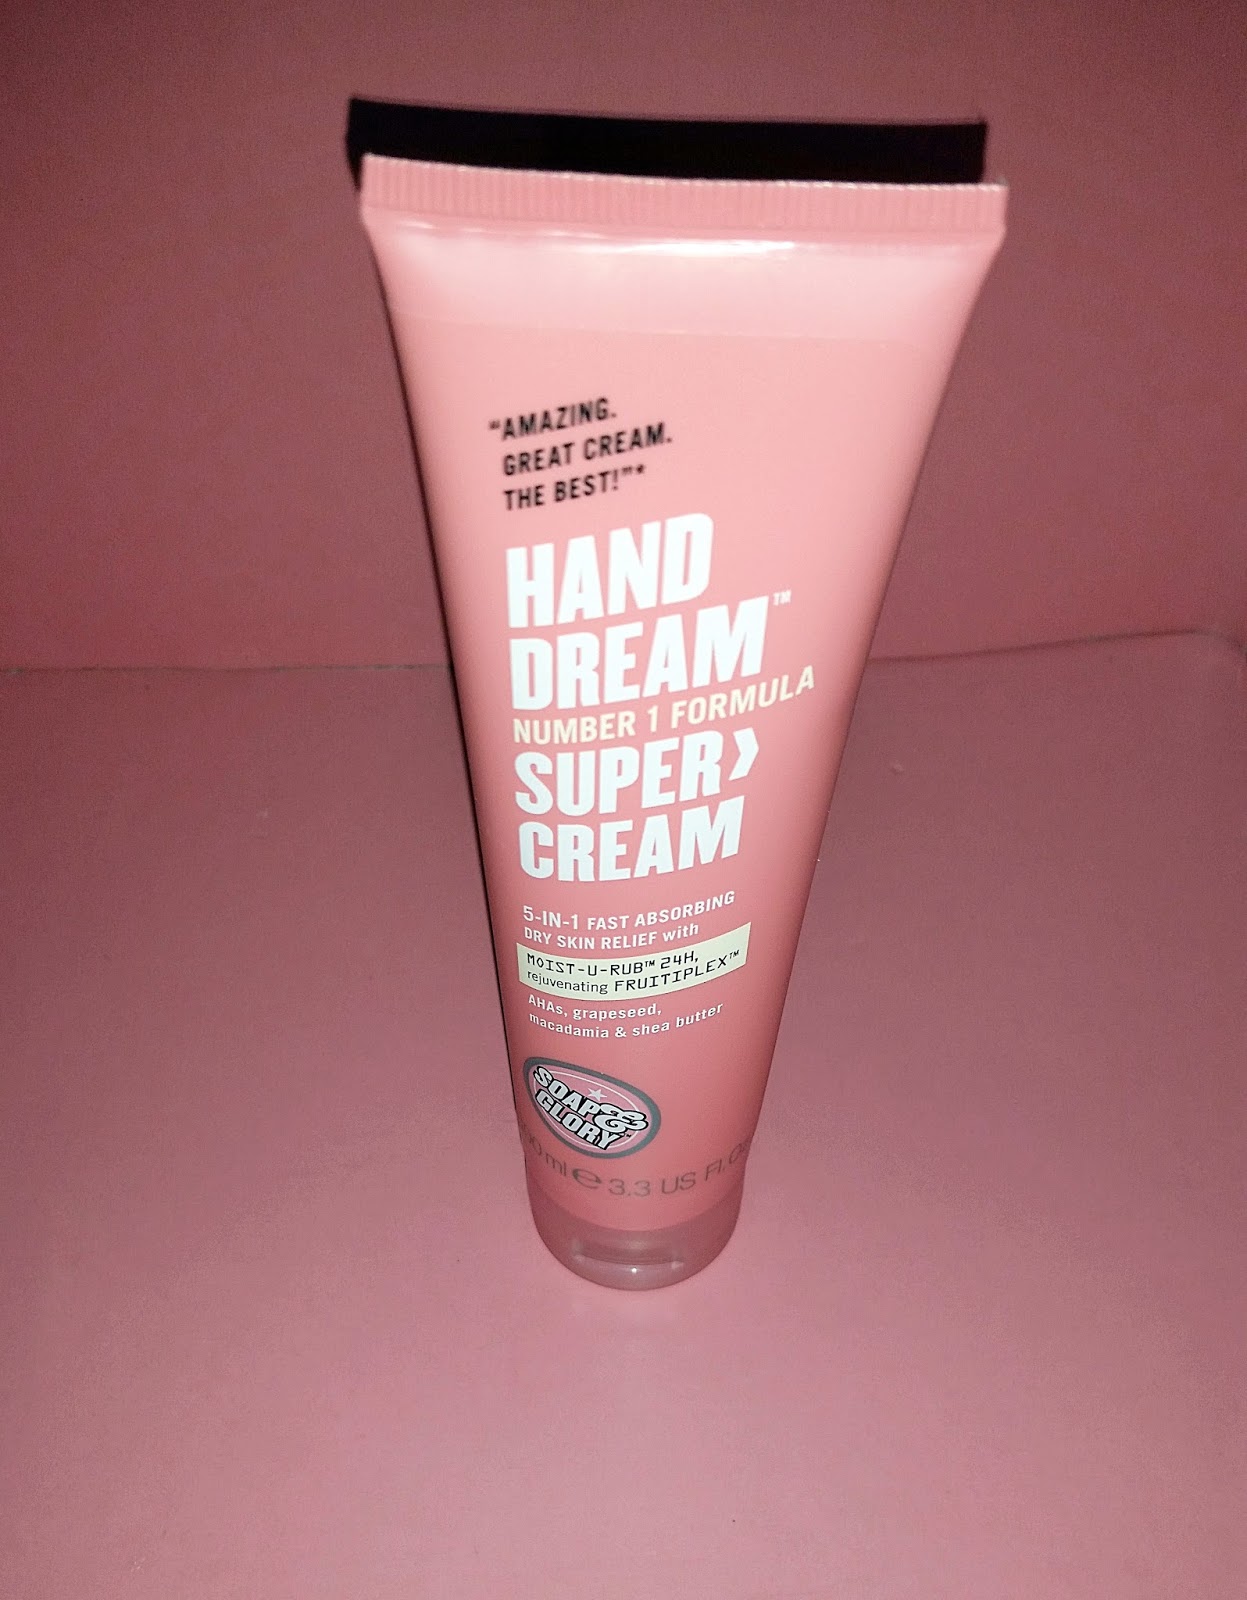 "AMAZING.
GREAT CREAM.
THE BEST!"*
HAND
DREAM™
NUMBER 1 FORMULA
SUPER›
CREAM
5-IN-1 FAST ABSORBING
DRY SKIN RELIEF with
MOIST-U-RUB™ 24H,
rejuvenating FRUITIPLEX™
AHAs, grapeseed,
macadamia & shea butter
SOAP&
GLORY™
ml ℮ 3.3 US Fl.